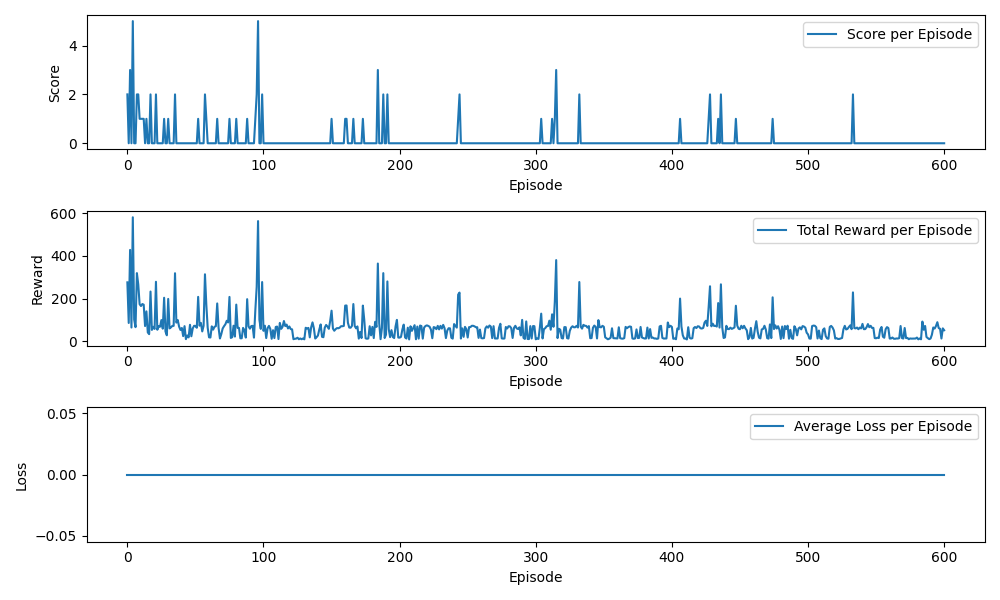 Score per Episode
4
2
0
Score
0 100 200 300 400 500 600
Episode
Total Reward per Episode
600
400
200
0
Reward
0 100 200 300 400 500 600
Episode
Average Loss per Episode
0.05
0.00
−0.05
Loss
0 100 200 300 400 500 600
Episode